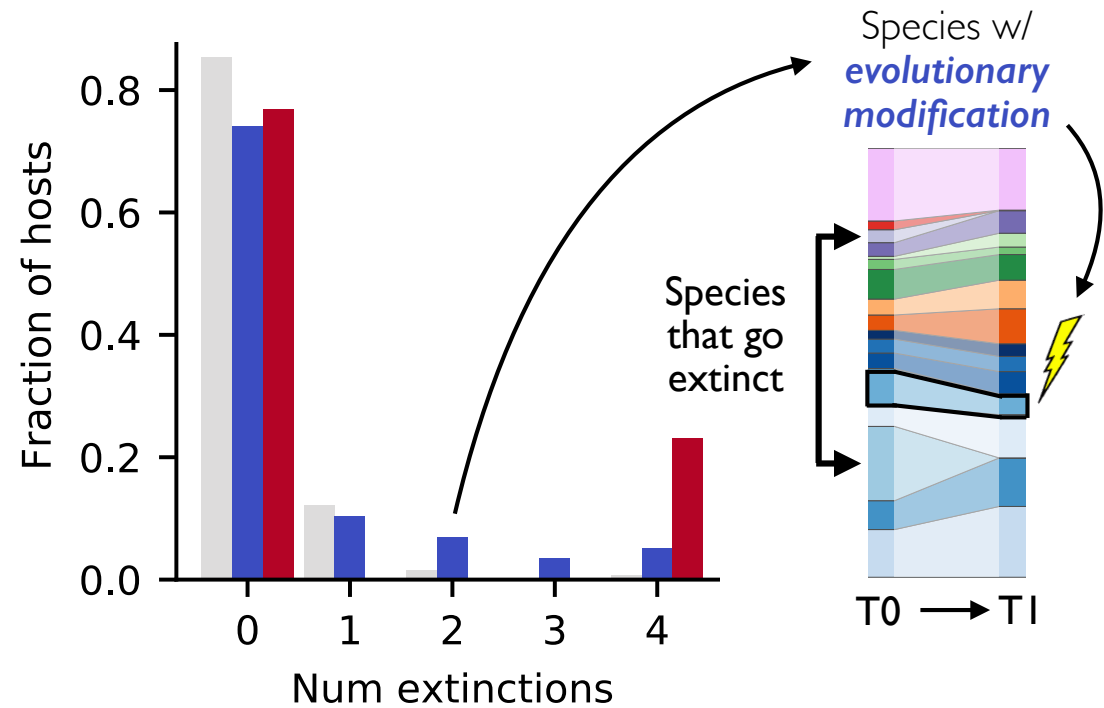 Fraction of hosts
0.8
0.6
0.4
0.2
0.0
0 1 2 3 4
Num extinctions
Species w/
evolutionary
modification
Species
that go
extinct
T0 T1